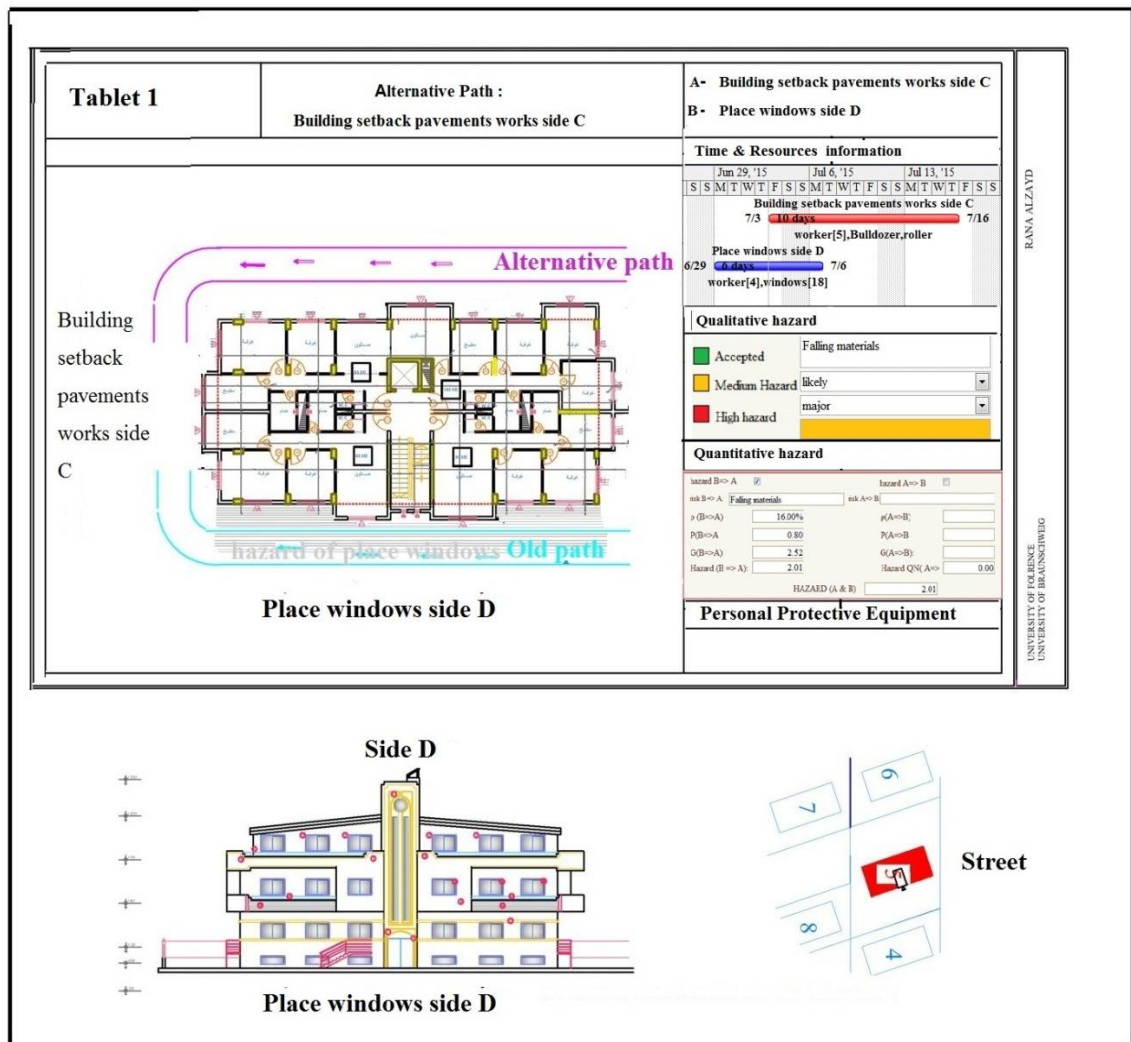 Tablet 1
Alternative Path :
Building setback pavements works side C
A- Building setback pavements works side C
B - Place windows side D
Time & Resources information
Jun 29, '15 Jul 6, '15 Jul 13, '15
S S M T W T F S S M T W T F S S M T W T F S S
Building setback pavements works side C
7/3 10 days 7/16
worker[5],Bulldozer,roller
Place windows side D
6/29 6 days 7/6
worker[4],windows[18]
Qualitative hazard
Accepted
Falling materials
Medium Hazard
likely
High hazard
major
Quantitative hazard
hazard B=> A hazard A=> B
risk B=> A: Falling materials risk A=> B
p (B=>A) 16.00% p(A=>B)
P(B=>A 0.80 P(A=>B
G(B=>A) 2.52 G(A=>B):
Hazard (B => A): 2.01 Hazard QN( A=> 0.00
HAZARD (A & B) 2.01
Personal Protective Equipment
RANA ALZAYD
UNIVERSITY OF FOLRENCE
UNIVERSITY OF BRAUNSCHWEIG
Alternative path
Building
setback
pavements
works side
C
hazard of place windows Old path
Place windows side D
Side D
Place windows side D
6
7
5
Street
8
4